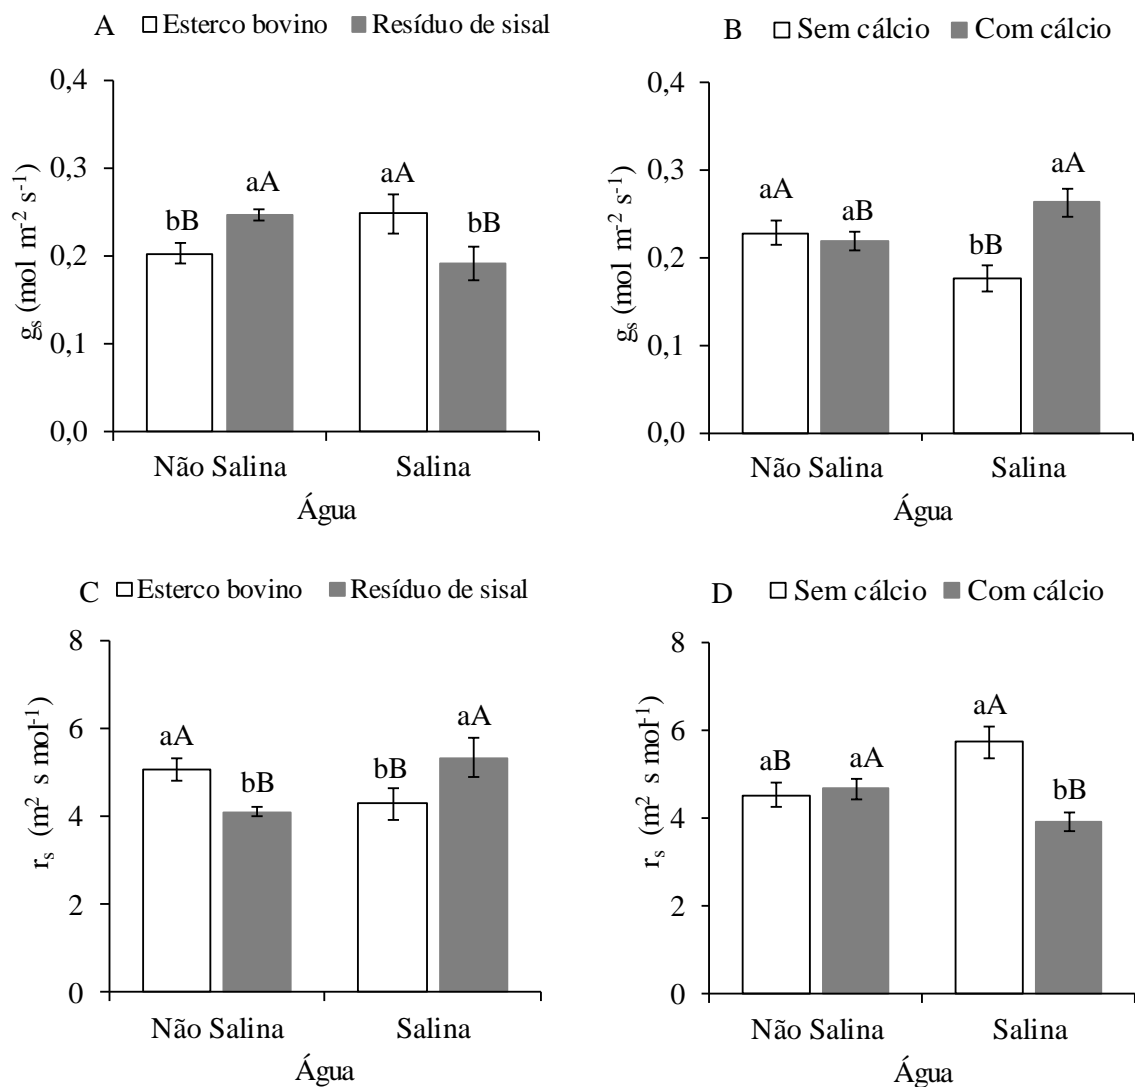 A Esterco bovino Resíduo de sisal
0,4
0,3
0,2
0,1
0,0
gₛ (mol m⁻² s⁻¹)
bB aA aA bB
Não Salina Salina
Água
B Sem cálcio Com cálcio
0,4
0,3
0,2
0,1
0,0
gₛ (mol m⁻² s⁻¹)
aA aB bB aA
Não Salina Salina
Água
C Esterco bovino Resíduo de sisal
8
6
4
2
0
rₛ (m² s mol⁻¹)
aA bB bB aA
Não Salina Salina
Água
D Sem cálcio Com cálcio
8
6
4
2
0
rₛ (m² s mol⁻¹)
aB aA aA bB
Não Salina Salina
Água